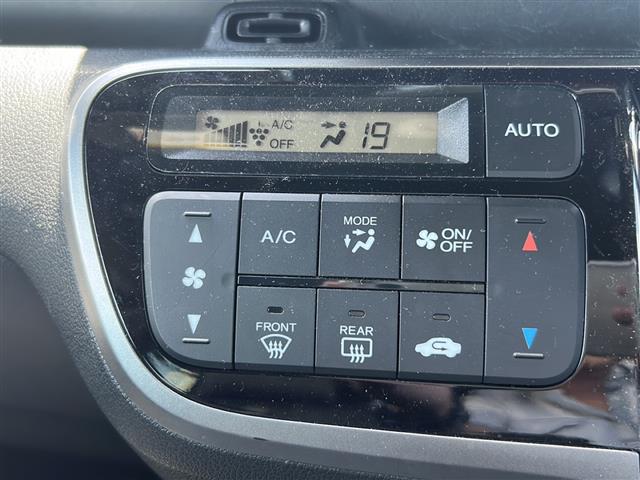 A/C
OFF
19
AUTO
A/C
MODE
ON/
OFF
FRONT
REAR